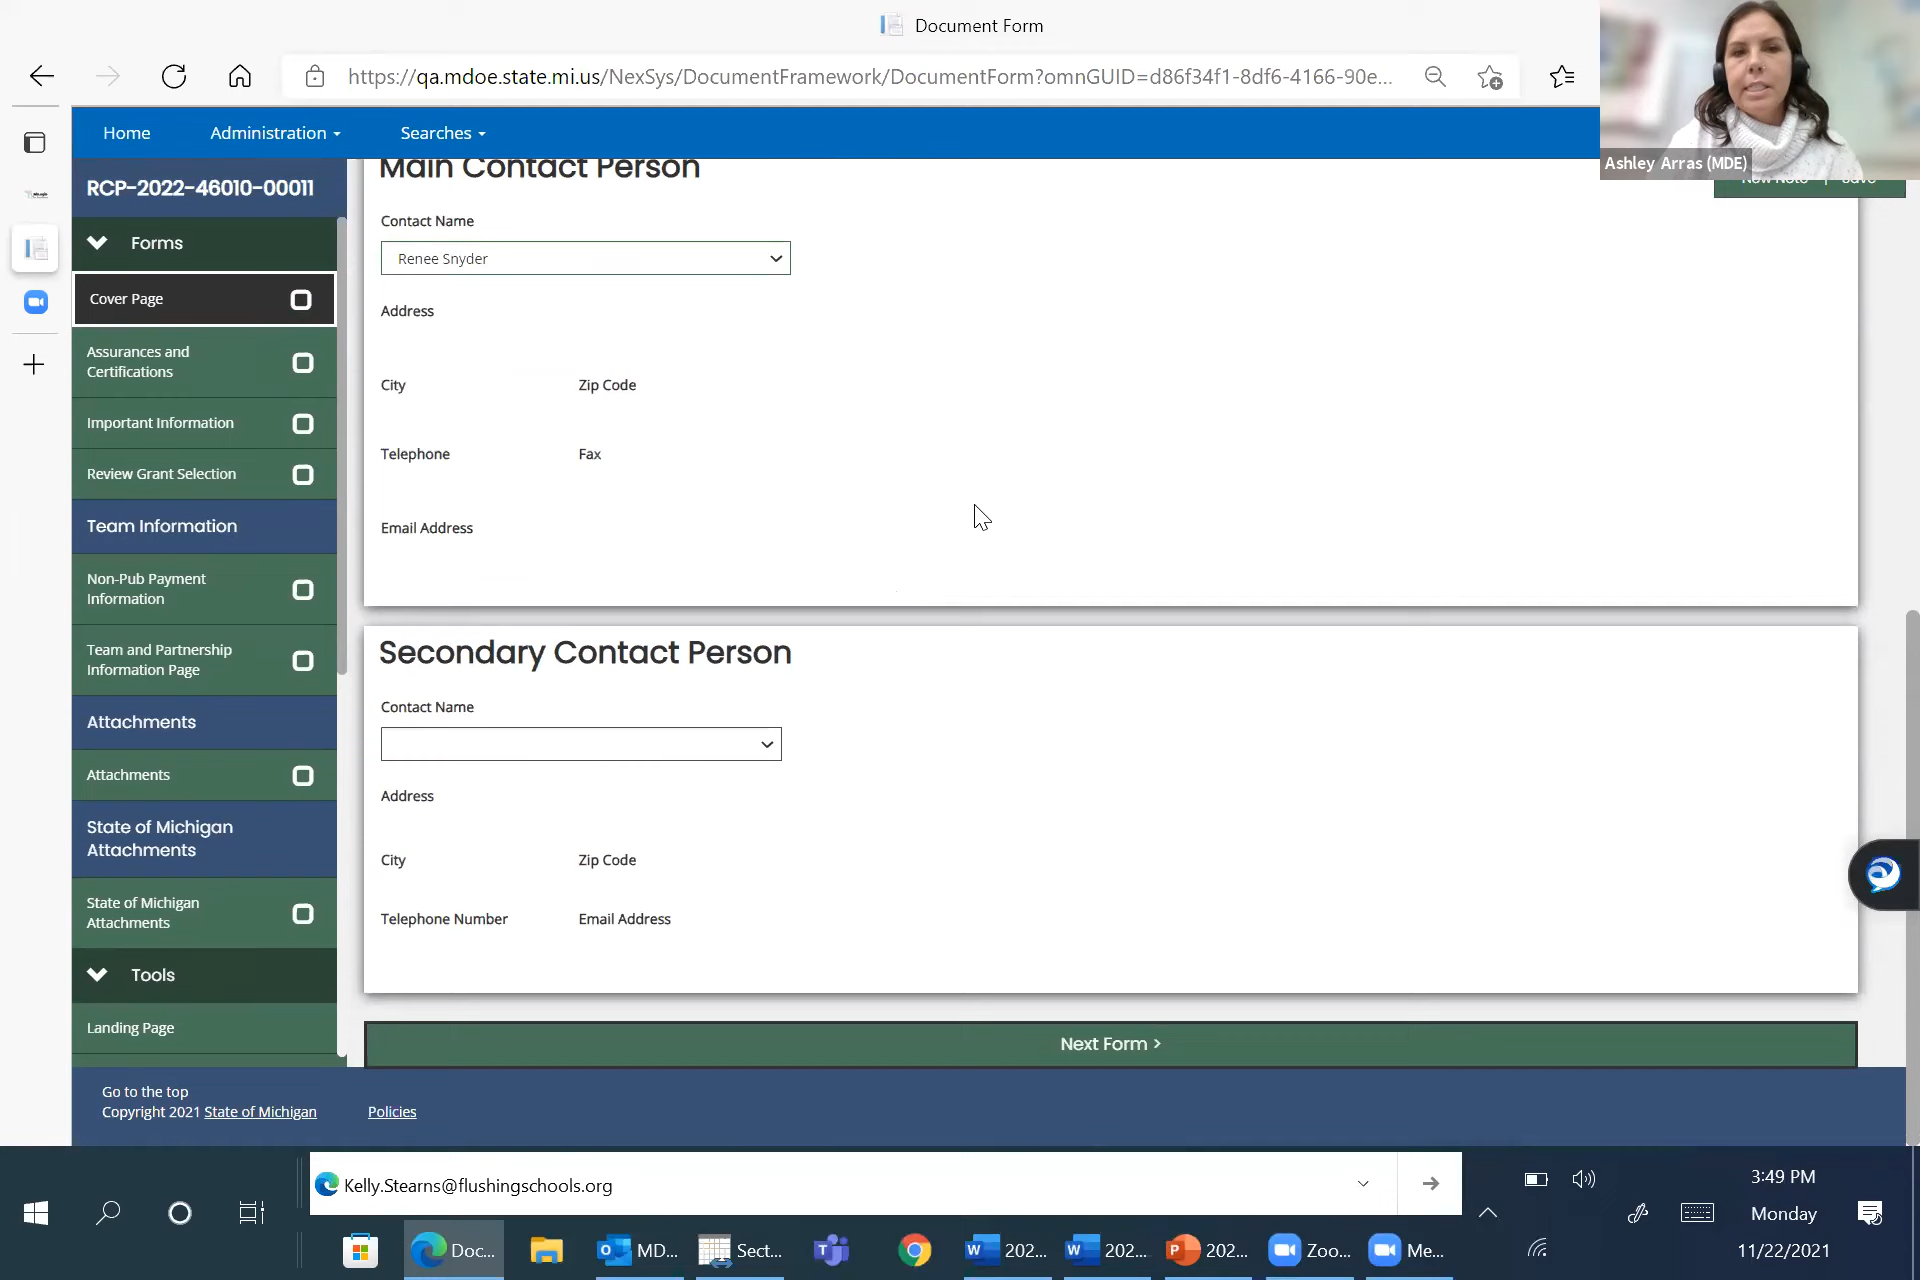 Document Form
https://qa.mdoe.state.mi.us/NexSys/DocumentFramework/DocumentForm?omnGUID=d86f34f1-8df6-4166-90e...
Ashley Arras (MDE)
Home
Administration
Searches
RCP-2022-46010-00011
Forms
Cover Page
Assurances and
Certifications
Important Information
Review Grant Selection
Team Information
Non-Pub Payment
Information
Team and Partnership
Information Page
Attachments
Attachments
State of Michigan
Attachments
State of Michigan
Attachments
Tools
Landing Page
Main Contact Person
Contact Name
Renee Snyder
Address
City
Zip Code
Telephone
Fax
Email Address
Secondary Contact Person
Contact Name
Address
City
Zip Code
Telephone Number
Email Address
Next Form >
Go to the top
Copyright 2021 State of Michigan
Policies
Kelly.Stearns@flushingschools.org
Doc...
MD...
Sect...
202...
202...
202...
Zoo...
Me...
3:49 PM
Monday
11/22/2021